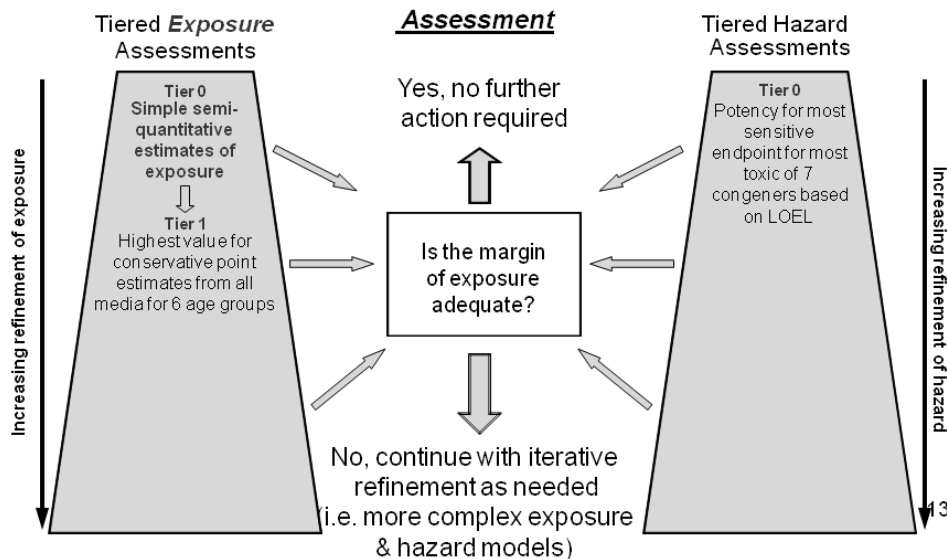 Tiered Exposure
Assessments
Assessment
Tiered Hazard
Assessments
Increasing refinement of exposure
Tier 0
Simple semi-
quantitative
estimates of
exposure
Tier 1
Highest value for
conservative point
estimates from all
media for 6 age groups
Yes, no further
action required
Is the margin
of exposure
adequate?
No, continue with iterative
refinement as needed
(i.e. more complex exposure
& hazard models)
Tier 0
Potency for most
sensitive
endpoint for most
toxic of 7
congeners based
on LOEL
Increasing refinement of hazard
13